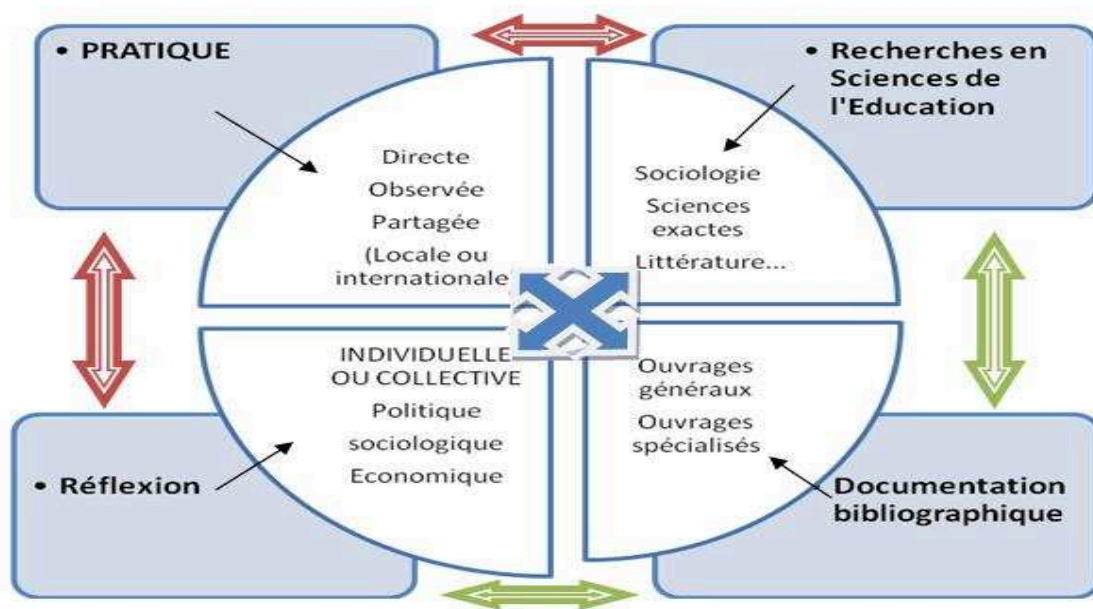 • PRATIQUE
Directe
Observée
Partagée
(Locale ou
internationale)
• Recherches en
Sciences de
l'Education
Sociologie
Sciences
exactes
Littérature...
• Réflexion
INDIVIDUELLE
OU COLLECTIVE
Politique
sociologique
Economique
Ouvrages
généraux
Ouvrages
spécialisés
Documentation
bibliographique